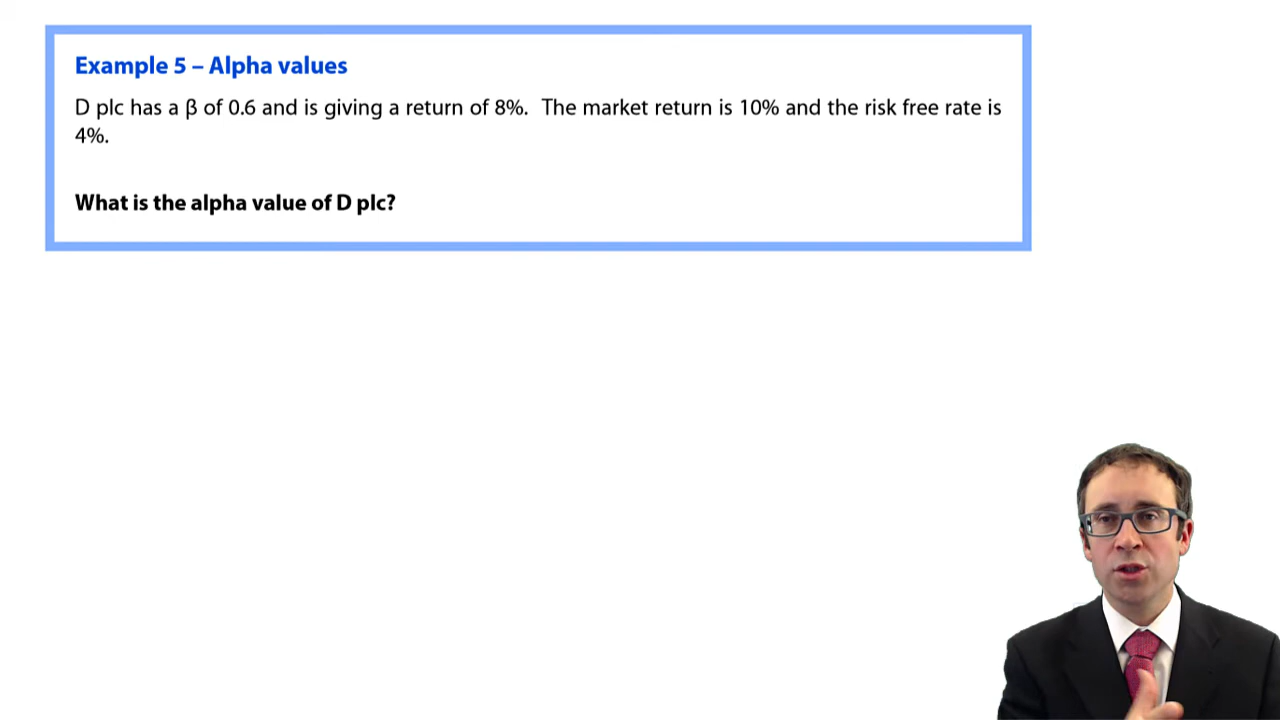 Example 5 – Alpha values
D plc has a β of 0.6 and is giving a return of 8%. The market return is 10% and the risk free rate is
4%.
What is the alpha value of D plc?